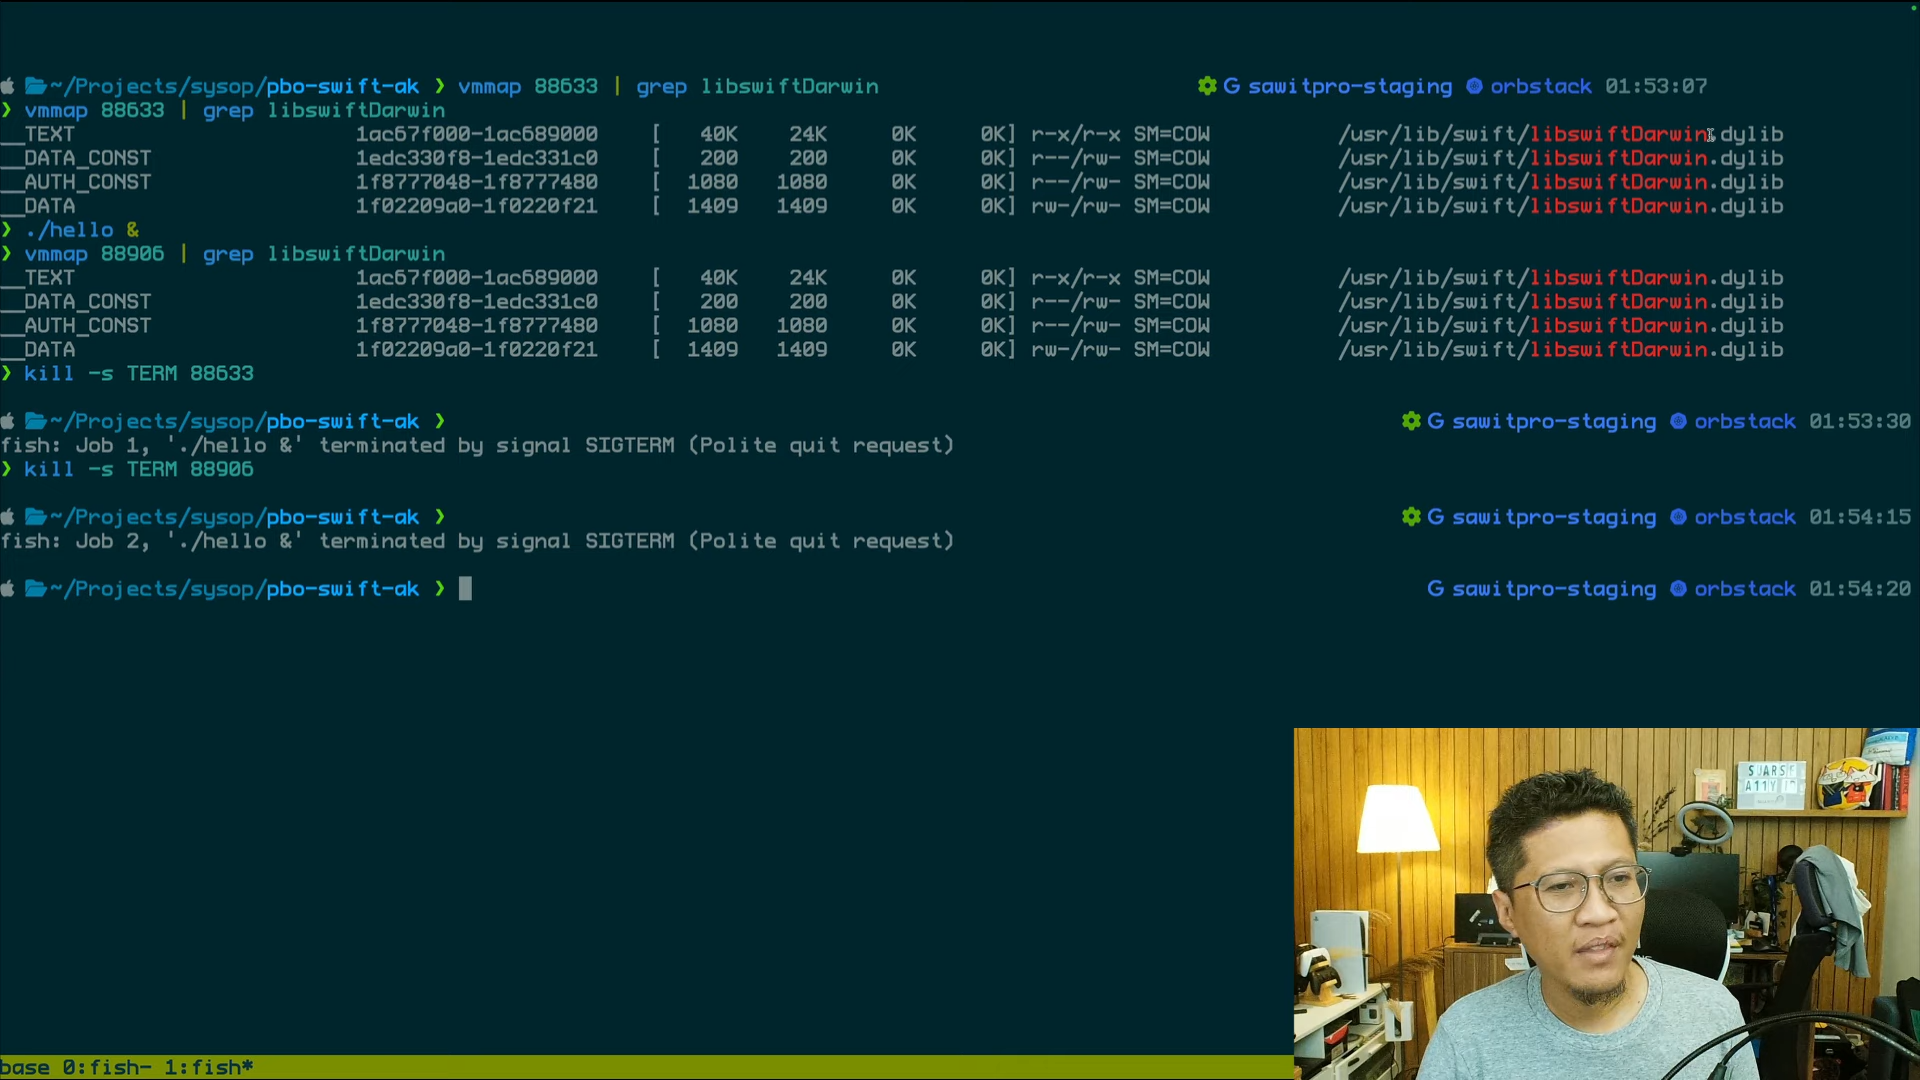 ~/Projects/sysop/pbo-swift-ak ❯ vmmap 88633 | grep libswiftDarwin G sawitpro-staging orbstack 01:53:07
❯ vmmap 88633 | grep libswiftDarwin
__TEXT 1ac67f000-1ac689000 [ 40K 24K 0K 0K] r-x/r-x SM=COW /usr/lib/swift/libswiftDarwin.dylib
__DATA_CONST 1edc330f8-1edc331c0 [ 200 200 0K 0K] r--/rw- SM=COW /usr/lib/swift/libswiftDarwin.dylib
__AUTH_CONST 1f8777048-1f8777480 [ 1080 1080 0K 0K] r--/rw- SM=COW /usr/lib/swift/libswiftDarwin.dylib
__DATA 1f02209a0-1f0220f21 [ 1409 1409 0K 0K] rw-/rw- SM=COW /usr/lib/swift/libswiftDarwin.dylib
❯ ./hello &
❯ vmmap 88906 | grep libswiftDarwin
__TEXT 1ac67f000-1ac689000 [ 40K 24K 0K 0K] r-x/r-x SM=COW /usr/lib/swift/libswiftDarwin.dylib
__DATA_CONST 1edc330f8-1edc331c0 [ 200 200 0K 0K] r--/rw- SM=COW /usr/lib/swift/libswiftDarwin.dylib
__AUTH_CONST 1f8777048-1f8777480 [ 1080 1080 0K 0K] r--/rw- SM=COW /usr/lib/swift/libswiftDarwin.dylib
__DATA 1f02209a0-1f0220f21 [ 1409 1409 0K 0K] rw-/rw- SM=COW /usr/lib/swift/libswiftDarwin.dylib
❯ kill -s TERM 88633
~/Projects/sysop/pbo-swift-ak ❯ G sawitpro-staging orbstack 01:53:30
fish: Job 1, './hello &' terminated by signal SIGTERM (Polite quit request)
❯ kill -s TERM 88906
~/Projects/sysop/pbo-swift-ak ❯ G sawitpro-staging orbstack 01:54:15
fish: Job 2, './hello &' terminated by signal SIGTERM (Polite quit request)
~/Projects/sysop/pbo-swift-ak ❯ G sawitpro-staging orbstack 01:54:20
base 0:fish- 1:fish*